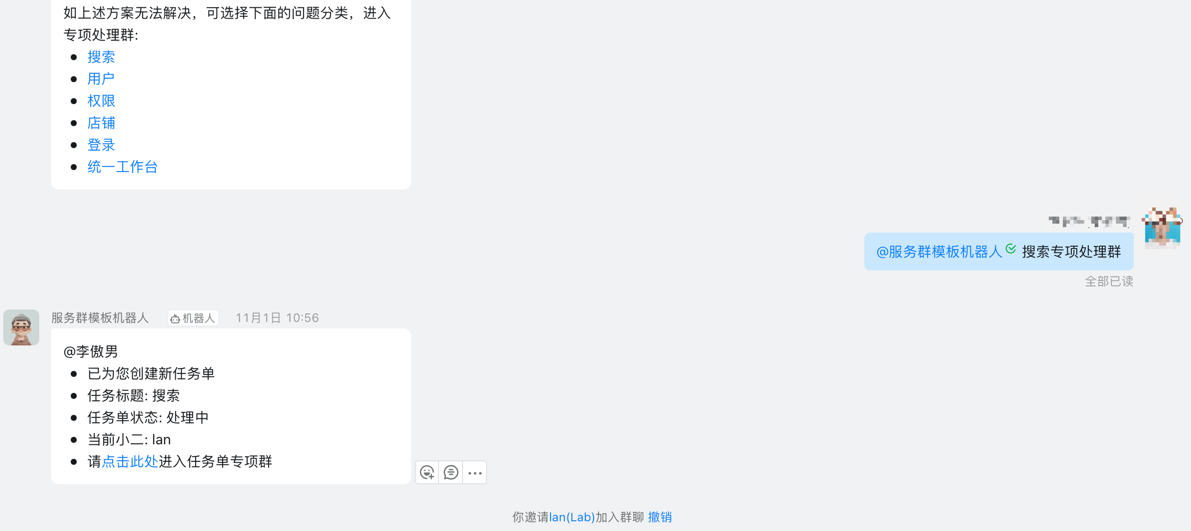 如上述方案无法解决，可选择下面的问题分类，进入
专项处理群:
搜索
用户
权限
店铺
登录
统一工作台
@服务群模板机器人 搜索专项处理群
全部已读
服务群模板机器人 机器人 11月1日 10:56
@李傲男
已为您创建新任务单
任务标题: 搜索
任务单状态: 处理中
当前小二: lan
请点击此处进入任务单专项群
你邀请lan(Lab)加入群聊 撤销